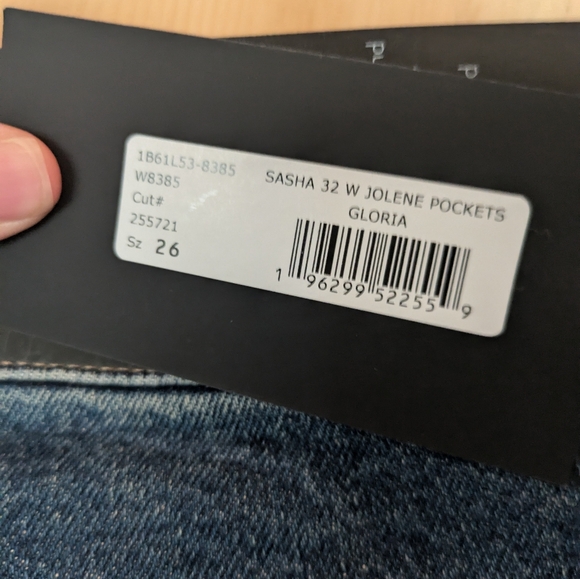 1B61L53-8385
W8385
Cut#
255721
Sz 26
SASHA 32 W JOLENE POCKETS
GLORIA
1 96299 52255 9